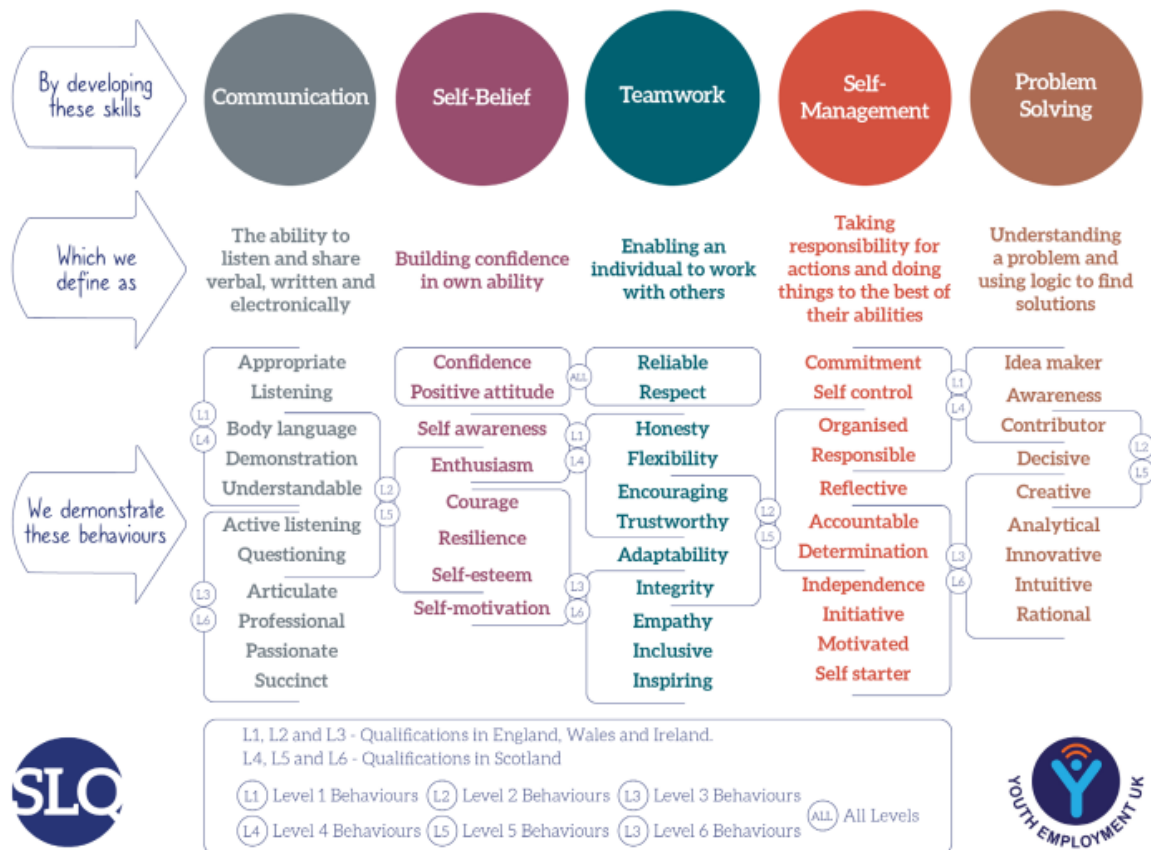 By developing
these skills
Communication
Self-Belief
Teamwork
Self-
Management
Problem
Solving
Which we
define as
The ability to
listen and share
verbal, written and
electronically
Building confidence
in own ability
Enabling an
individual to work
with others
Taking
responsibility for
actions and doing
things to the best of
their abilities
Understanding
a problem and
using logic to find
solutions
We demonstrate
these behaviours
Appropriate
Listening
Body language
Demonstration
Understandable
Active listening
Questioning
Articulate
Professional
Passionate
Succinct
L1
L4
L3
L6
L2
L5
Confidence
Positive attitude
Self awareness
Enthusiasm
Courage
Resilience
Self-esteem
Self-motivation
ALL
L1
L4
L3
L6
Reliable
Respect
Honesty
Flexibility
Encouraging
Trustworthy
Adaptability
Integrity
Empathy
Inclusive
Inspiring
L2
L5
Commitment
Self control
Organised
Responsible
Reflective
Accountable
Determination
Independence
Initiative
Motivated
Self starter
L1
L4
L3
L6
Idea maker
Awareness
Contributor
Decisive
Creative
Analytical
Innovative
Intuitive
Rational
L2
L5
SLQ
L1, L2 and L3 - Qualifications in England, Wales and Ireland.
L4, L5 and L6 - Qualifications in Scotland
L1 Level 1 Behaviours L2 Level 2 Behaviours L3 Level 3 Behaviours
ALL All Levels
L4 Level 4 Behaviours L5 Level 5 Behaviours L3 Level 6 Behaviours
YOUTH EMPLOYMENT UK